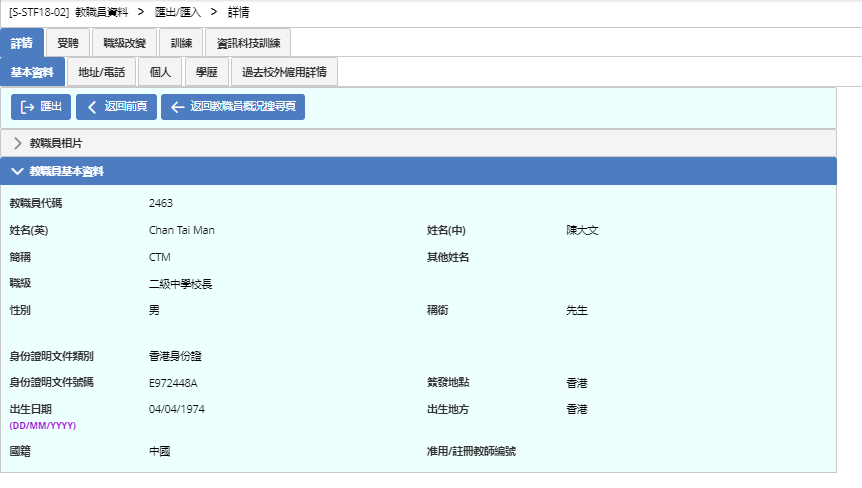 [S-STF18-02] 教職員資料 > 匯出/匯入 > 詳情
詳情 受聘 職級改變 訓練 資訊科技訓練
基本資料 地址/電話 個人 學歷 過去校外僱用詳情
匯出 返回前頁 返回教職員概況搜尋頁
教職員相片
教職員基本資料
教職員代碼 2463
姓名(英) Chan Tai Man 姓名(中) 陳大文
簡稱 CTM 其他姓名
職級 二級中學校長
性別 男 稱銜 先生
身份證明文件類別 香港身份證
身份證明文件號碼 E972448A 簽發地點 香港
出生日期 04/04/1974 出生地方 香港
(DD/MM/YYYY)
國籍 中國 准用/註冊教師編號